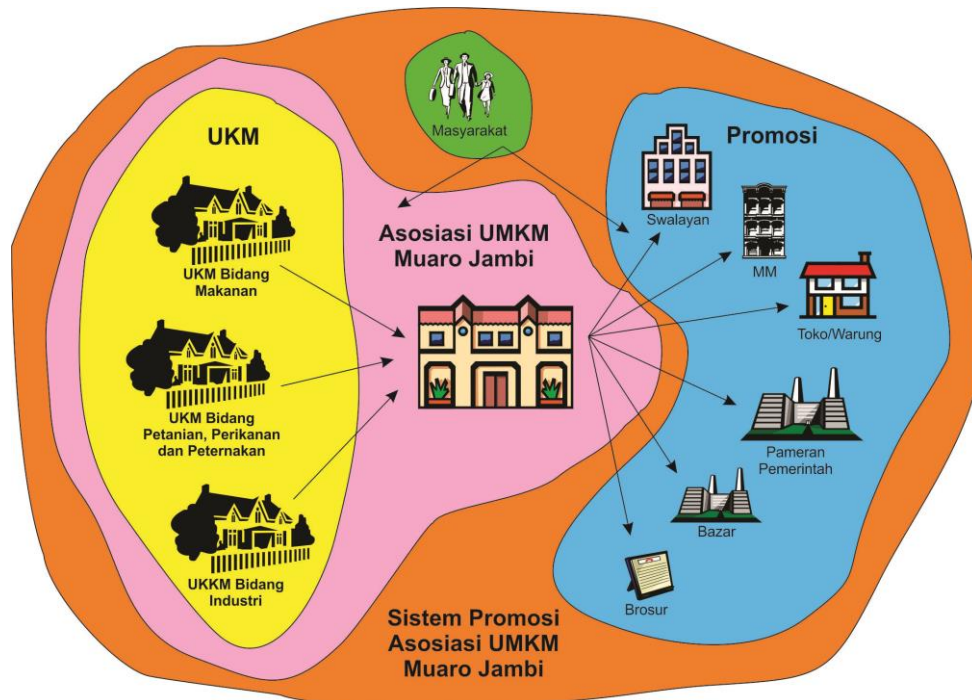 Masyarakat
UKM
UKM Bidang
Makanan
UKM Bidang
Petanian, Perikanan
dan Peternakan
UKKM Bidang
Industri
Asosiasi UMKM
Muaro Jambi
Promosi
Swalayan
MM
Toko/Warung
Pameran
Pemerintah
Bazar
Brosur
Sistem Promosi
Asosiasi UMKM
Muaro Jambi